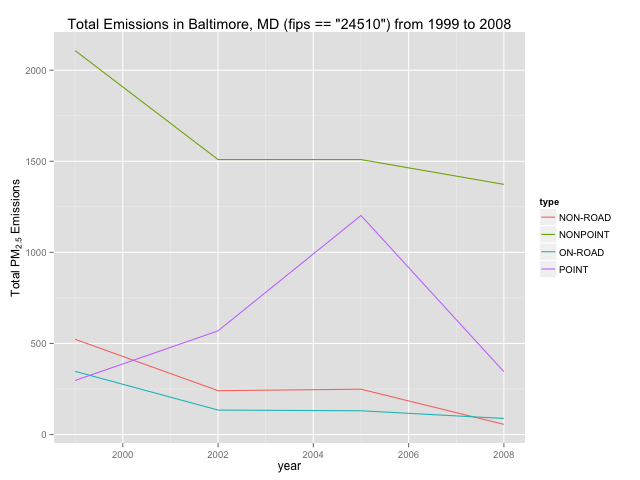 Total Emissions in Baltimore, MD (fips == "24510") from 1999 to 2008
2000
1500
1000
500
0
Total PM2.5 Emissions
2000 2002 2004 2006 2008
year
type
NON-ROAD
NONPOINT
ON-ROAD
POINT